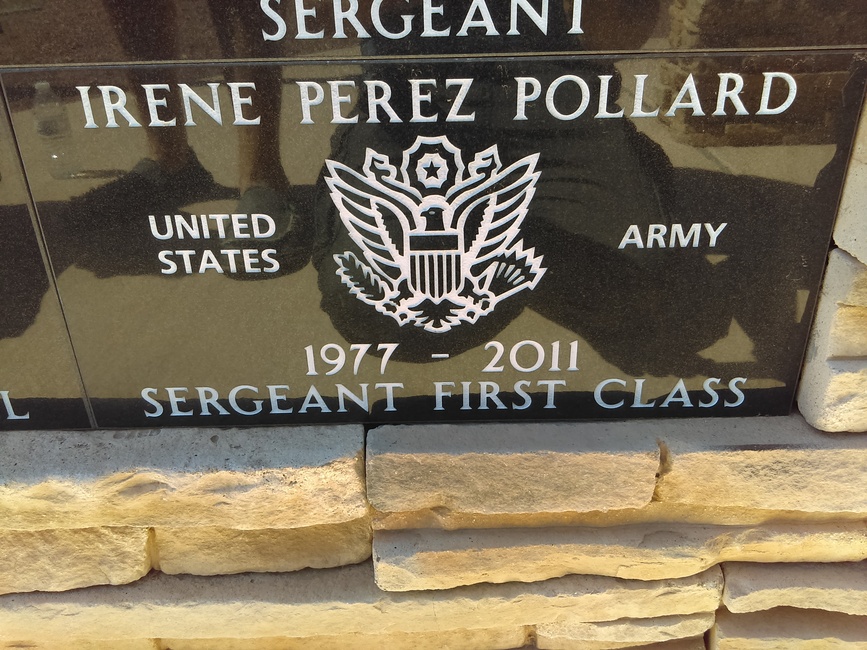 SERGEANT
IRENE PEREZ POLLARD
UNITED STATES
ARMY
1977 - 2011
SERGEANT FIRST CLASS